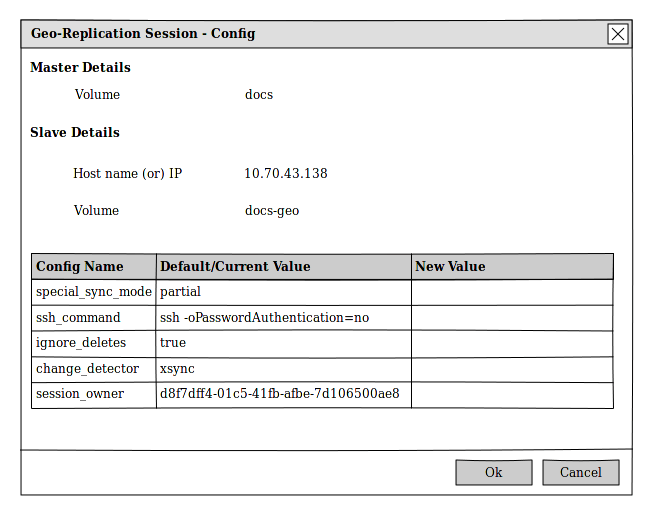 Geo-Replication Session - Config
Master Details
Volume docs
Slave Details
Host name (or) IP 10.70.43.138
Volume docs-geo
Config Name Default/Current Value New Value
special_sync_mode partial
ssh_command ssh -oPasswordAuthentication=no
ignore_deletes true
change_detector xsync
session_owner d8f7dff4-01c5-41fb-afbe-7d106500ae8
Ok Cancel